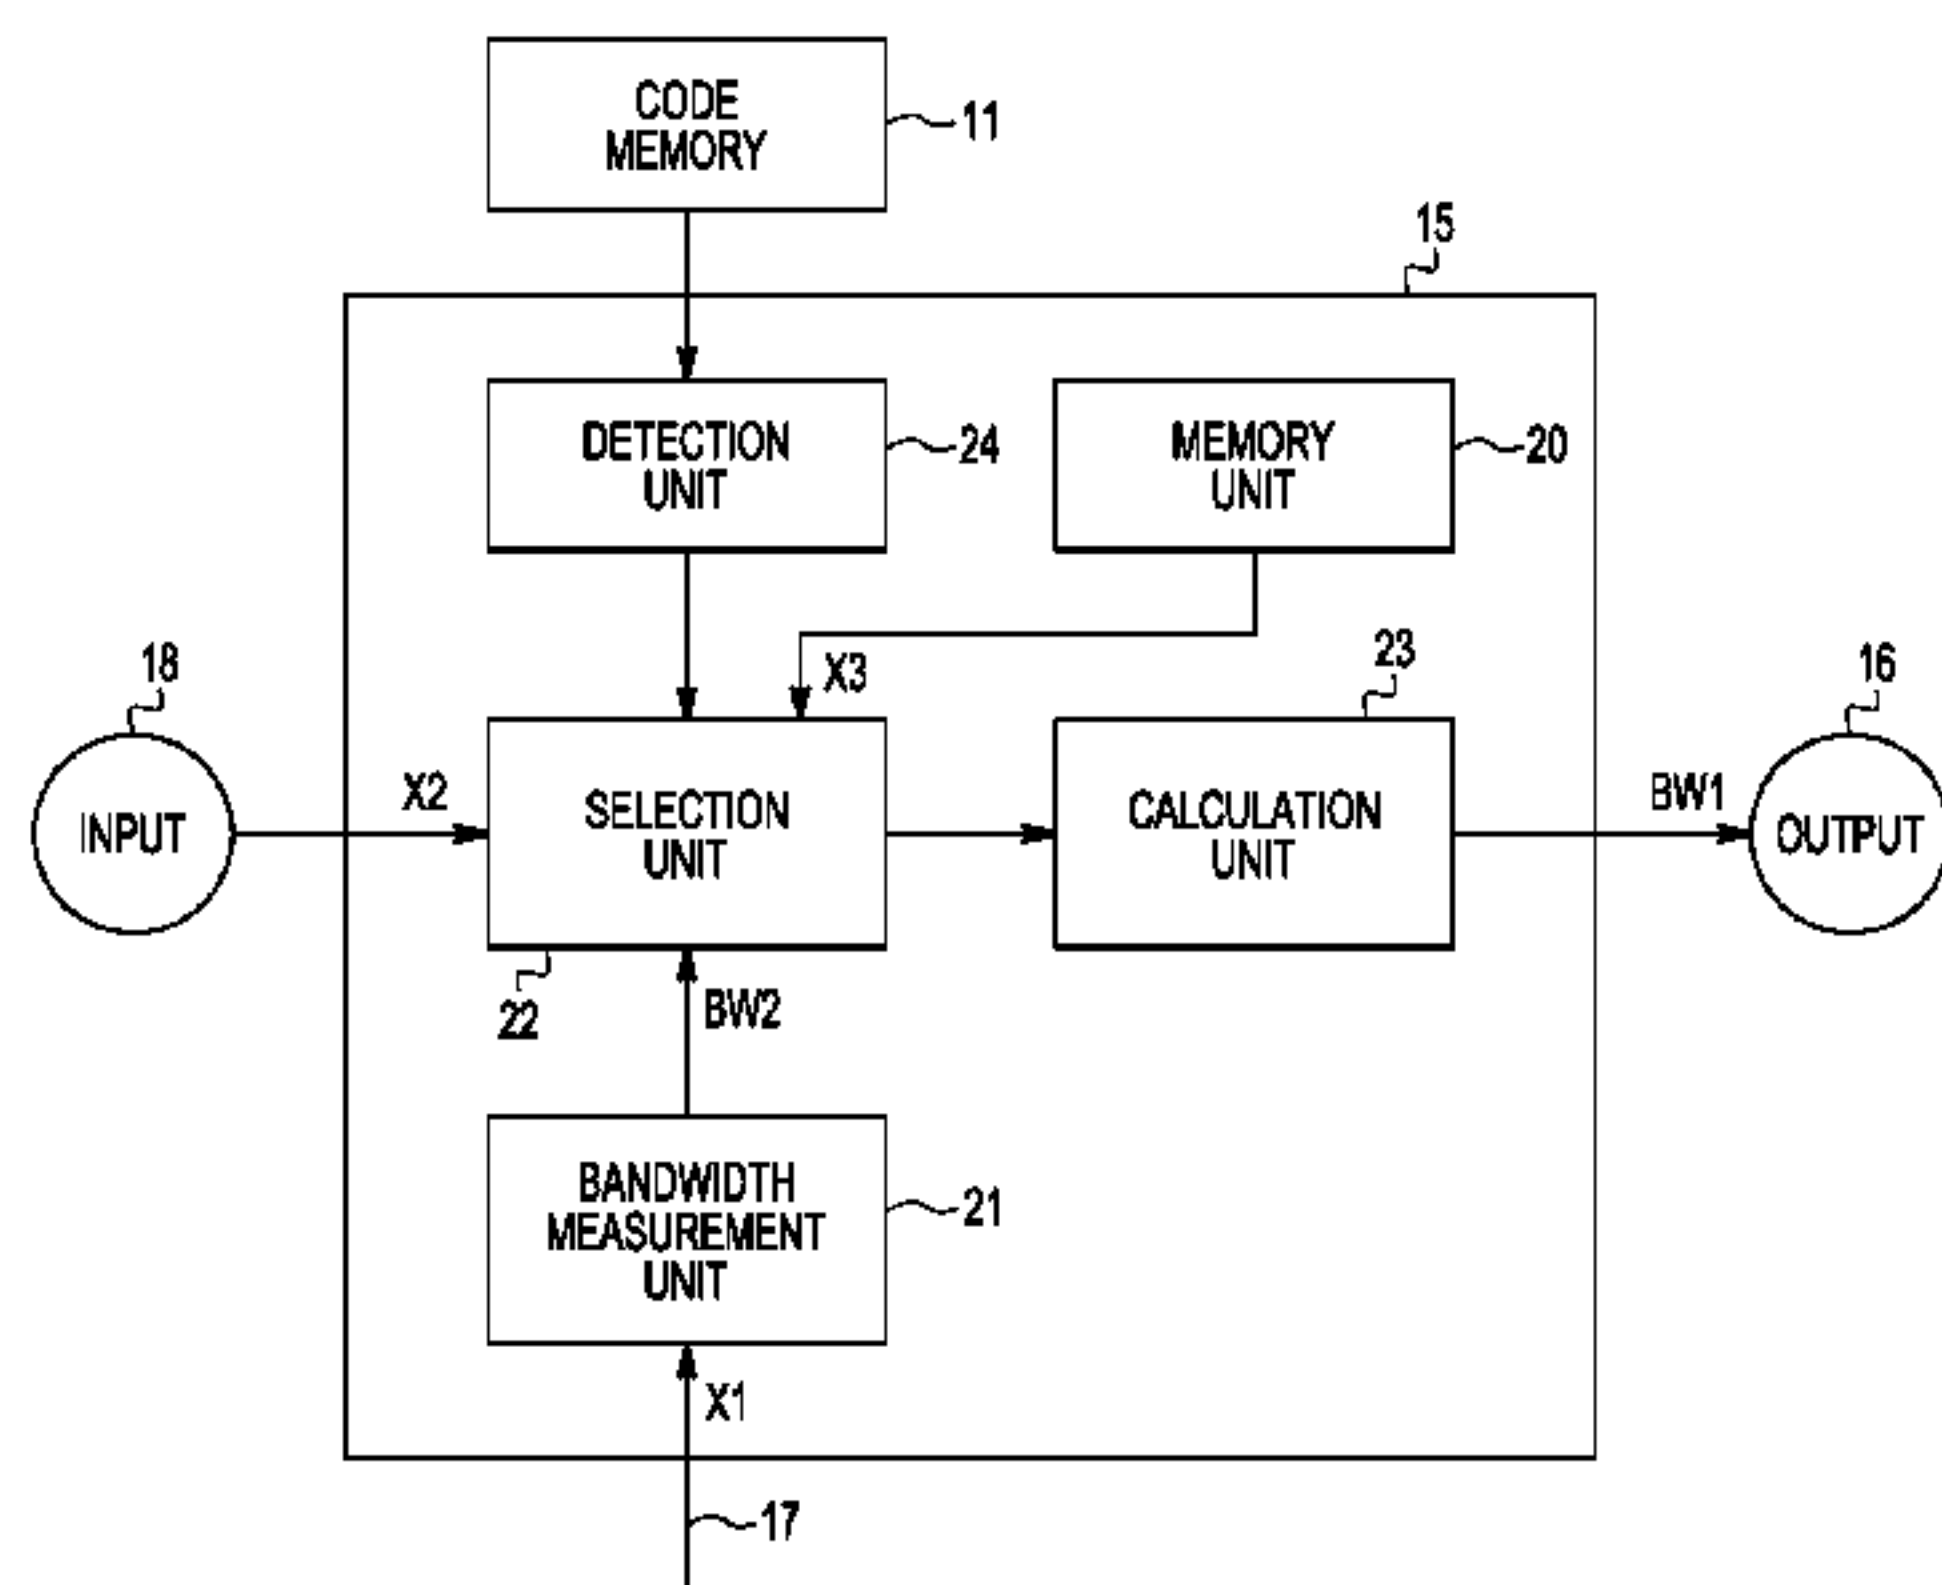 CODE
MEMORY
11
15
DETECTION
UNIT
24
MEMORY
UNIT
20
18
X3
23
16
INPUT
X2
SELECTION
UNIT
CALCULATION
UNIT
BW1
OUTPUT
22
BW2
BANDWIDTH
MEASUREMENT
UNIT
21
X1
17